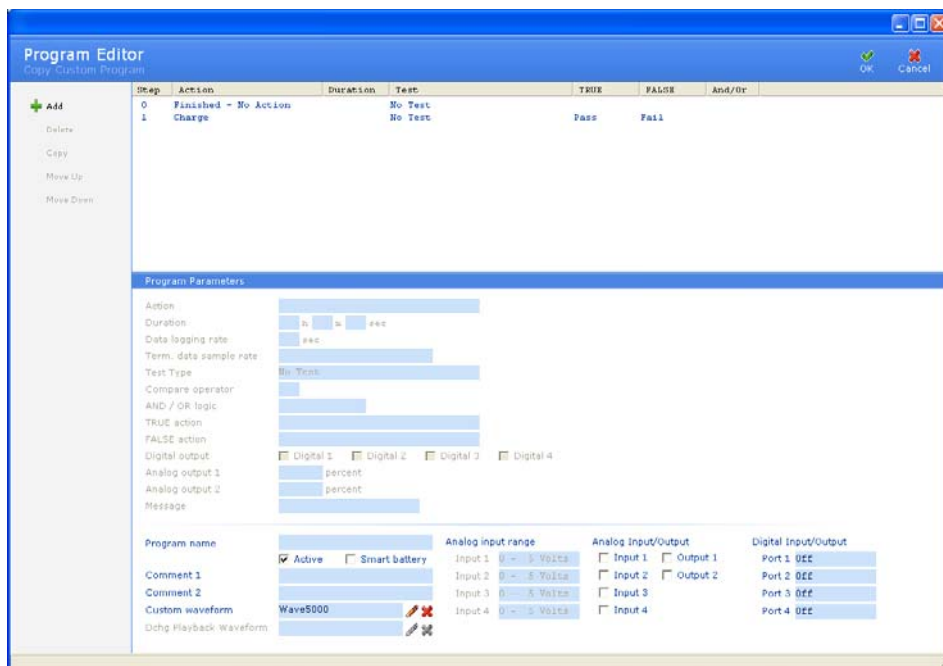 Program Editor
Copy Custom Program
OK Cancel
Add
Delete
Copy
Move Up
Move Down
Step Action Duration Test TRUE FALSE And/Or
0 Finished - No Action No Test
1 Charge No Test Pass Fail
Program Parameters
Action
Duration h m sec
Data logging rate sec
Term. data sample rate
Test Type No Test
Compare operator
AND / OR logic
TRUE action
FALSE action
Digital output Digital 1 Digital 2 Digital 3 Digital 4
Analog output 1 percent
Analog output 2 percent
Message
Program name
Active Smart battery
Comment 1
Comment 2
Custom waveform Wave5000
Dchg Playback Waveform
Analog input range
Input 1 0 - 5 Volts
Input 2 0 - 5 Volts
Input 3 0 - 5 Volts
Input 4 0 - 5 Volts
Analog Input/Output
Input 1 Output 1
Input 2 Output 2
Input 3
Input 4
Digital Input/Output
Port 1 Off
Port 2 Off
Port 3 Off
Port 4 Off